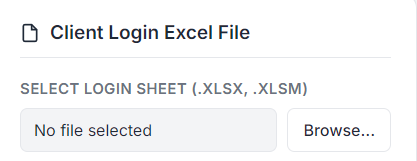 Client Login Excel File
SELECT LOGIN SHEET (.XLSX, .XLSM)
No file selected
Browse...